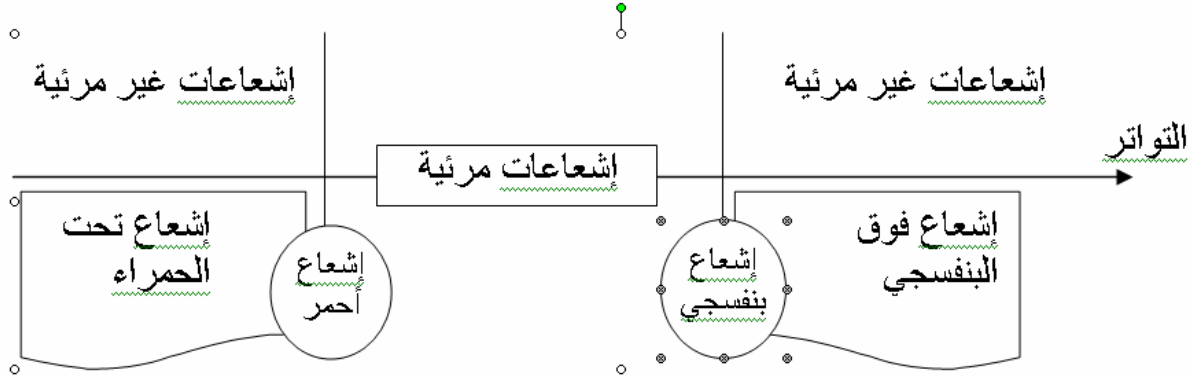 إشعاعات غير مرئية
إشعاعات غير مرئية
التواتر
إشعاعات مرئية
إشعاع فوق
البنفسجي
إشعاع
بنفسجي
إشعاع
أحمر
إشعاع تحت
الحمراء